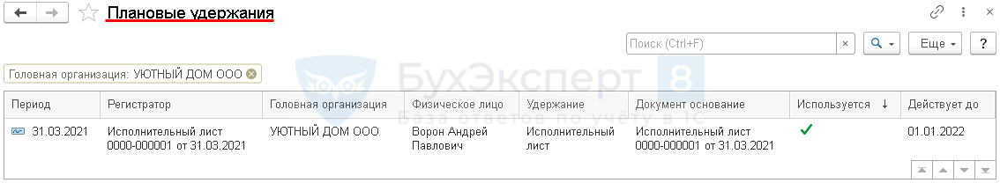 Плановые удержания
Поиск (Ctrl+F)
×
Еще
?
Головная организация: УЮТНЫЙ ДОМ ООО
БухЭксперт 8
База ответов по учёту в 1С
Период Регистратор Головная организация Физическое лицо Удержание Документ основание Используется ↓ Действует до
31.03.2021 Исполнительный лист УЮТНЫЙ ДОМ ООО Ворон Андрей Исполнительный Исполнительный лист 01.01.2022
0000-000001 от 31.03.2021 Павлович лист 0000-000001 от 31.03.2021